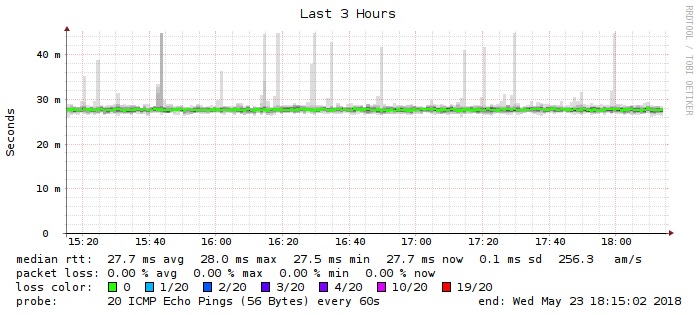 Last 3 Hours
RRDTOOL / TOBI OETIKER
Seconds
40 m
30 m
20 m
10 m
0
15:20 15:40 16:00 16:20 16:40 17:00 17:20 17:40 18:00
median rtt: 27.7 ms avg 28.0 ms max 27.5 ms min 27.7 ms now 0.1 ms sd 256.3 am/s
packet loss: 0.00 % avg 0.00 % max 0.00 % min 0.00 % now
loss color: 0 1/20 2/20 3/20 4/20 10/20 19/20
probe: 20 ICMP Echo Pings (56 Bytes) every 60s end: Wed May 23 18:15:02 2018